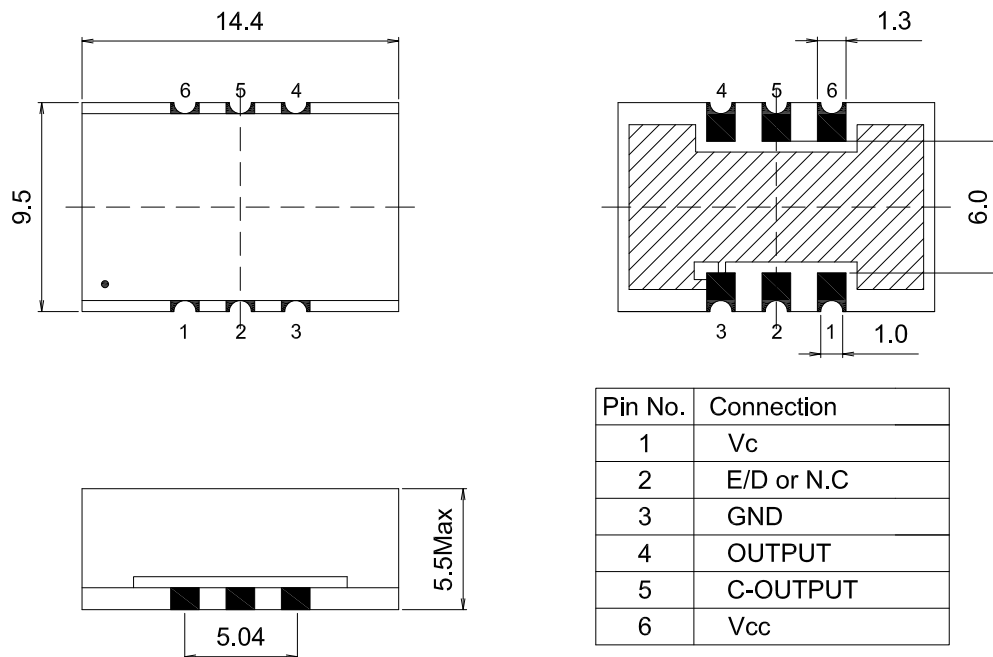 14.4
6 5 4
9.5
1 2 3
1.3
4 5 6
6.0
3 2 1
1.0
5.5Max
5.04
Pin No. Connection
1 Vc
2 E/D or N.C
3 GND
4 OUTPUT
5 C-OUTPUT
6 Vcc